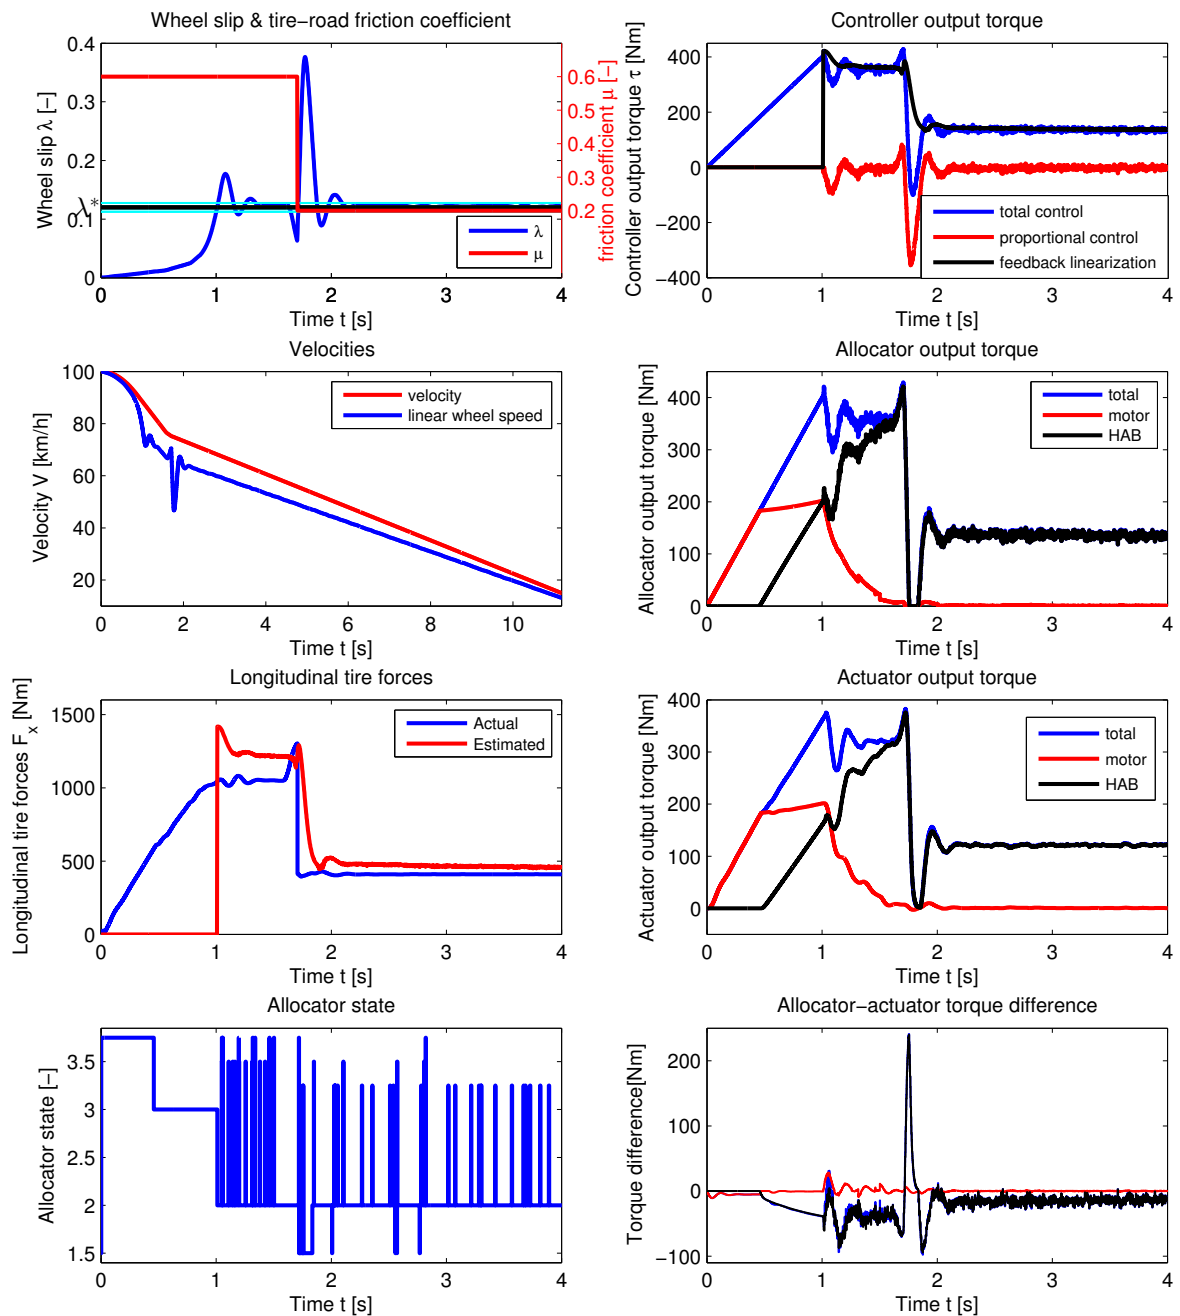 Wheel slip & tire−road friction coefficient
Wheel slip λ [−]
friction coefficient μ [−]
0.4
0.3
0.2
0.1
0
λ*
0.6
0.5
0.4
0.3
0.2
λ
μ
0 1 2 3 4
Time t [s]
Controller output torque
Controller output torque τ [Nm]
400
200
0
−200
−400
total control
proportional control
feedback linearization
0 1 2 3 4
Time t [s]
Velocities
Velocity V [km/h]
100
80
60
40
20
velocity
linear wheel speed
0 2 4 6 8 10
Time t [s]
Allocator output torque
Allocator output torque [Nm]
400
300
200
100
0
total
motor
HAB
0 1 2 3 4
Time t [s]
Longitudinal tire forces
Longitudinal tire forces F_x [Nm]
1500
1000
500
0
Actual
Estimated
0 1 2 3 4
Time t [s]
Actuator output torque
Actuator output torque [Nm]
400
300
200
100
0
total
motor
HAB
0 1 2 3 4
Time t [s]
Allocator state
Allocator state [−]
3.5
3
2.5
2
1.5
0 1 2 3 4
Time t [s]
Allocator−actuator torque difference
Torque difference[Nm]
200
100
0
−100
0 1 2 3 4
Time t [s]